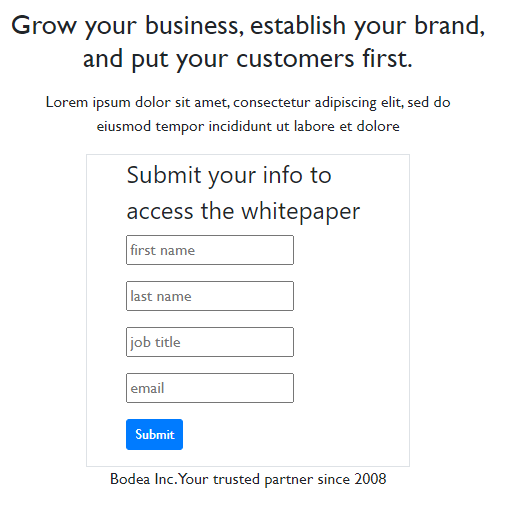 Grow your business, establish your brand,
and put your customers first.
Lorem ipsum dolor sit amet, consectetur adipiscing elit, sed do
eiusmod tempor incididunt ut labore et dolore
Submit your info to
access the whitepaper
first name
last name
job title
email
Submit
Bodea Inc.Your trusted partner since 2008